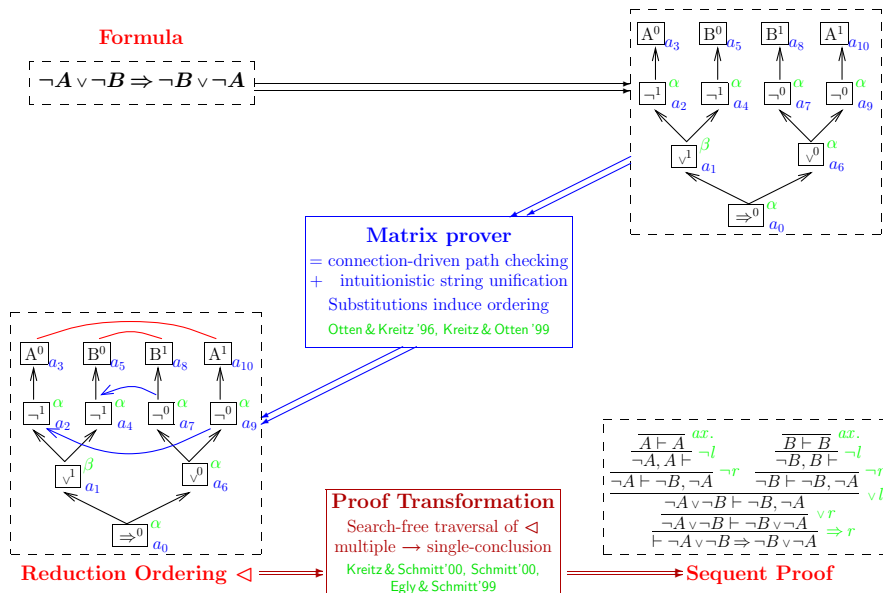 Formula
¬A ∨ ¬B ⇒ ¬B ∨ ¬A
A⁰ a₃ B⁰ a₅ B¹ a₈ A¹ a₁₀
¬¹ α a₂ ¬¹ α a₄ ¬⁰ α a₇ ¬⁰ α a₉
∨¹ β a₁ ∨⁰ α a₆
⇒⁰ α a₀
Matrix prover
= connection-driven path checking
+ intuitionistic string unification
Substitutions induce ordering
Otten & Kreitz '96, Kreitz & Otten '99
A⁰ a₃ B⁰ a₅ B¹ a₈ A¹ a₁₀
¬¹ α a₂ ¬¹ α a₄ ¬⁰ α a₇ ¬⁰ α a₉
∨¹ β a₁ ∨⁰ α a₆
⇒⁰ α a₀
Reduction Ordering ⊲
Proof Transformation
Search-free traversal of ⊲
multiple → single-conclusion
Kreitz & Schmitt'00, Schmitt'00,
Egly & Schmitt'99
A ⊢ A ax. B ⊢ B ax.
¬A, A ⊢ ¬l ¬B, B ⊢ ¬l
¬A ⊢ ¬B, ¬A ¬r ¬B ⊢ ¬B, ¬A ¬r
¬A ∨ ¬B ⊢ ¬B, ¬A ∨ l
¬A ∨ ¬B ⊢ ¬B ∨ ¬A ∨ r
⊢ ¬A ∨ ¬B ⇒ ¬B ∨ ¬A ⇒ r
Sequent Proof